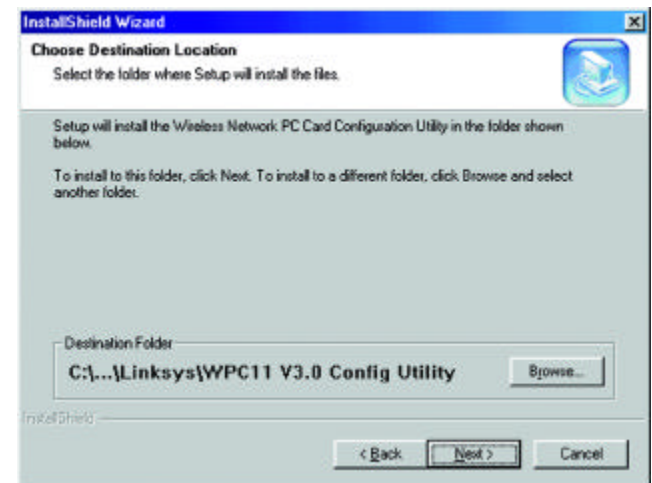 InstallShield Wizard
Choose Destination Location
Select the folder where Setup will install the files.
Setup will install the Wireless Network PC Card Configuration Utility in the folder shown
below.
To install to this folder, click Next. To install to a different folder, click Browse and select
another folder.
Destination Folder
C:\...\Linksys\WPC11 V3.0 Config Utility
Browse...
InstallShield
< Back
Next >
Cancel